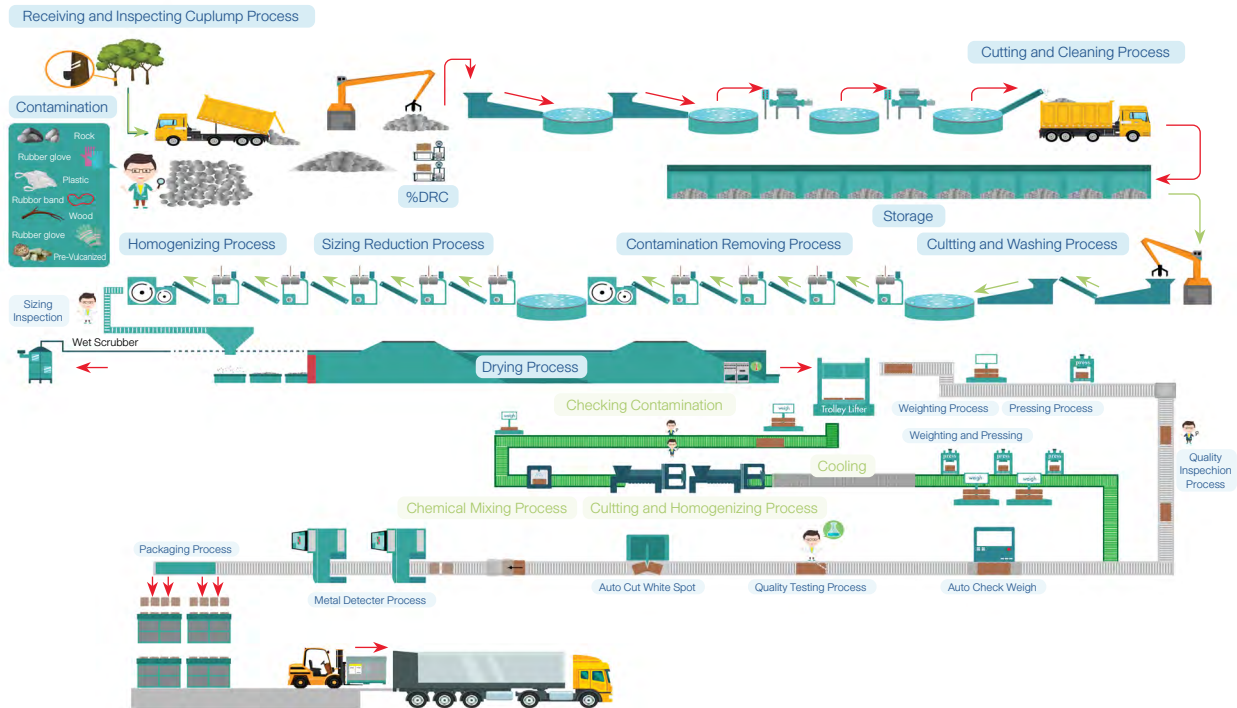 Receiving and Inspecting Cuplump Process
Cutting and Cleaning Process
Contamination
Rock
Rubber glove
Plastic
Rubbor band
Wood
Rubber glove
Pre-Vulcanized
%DRC
Storage
Homogenizing Process
Sizing Reduction Process
Contamination Removing Process
Cultting and Washing Process
Sizing
Inspection
Wet Scrubber
Drying Process
Trolley Lifter
press
Weighting Process
Pressing Process
Checking Contamination
weigh
weigh
Weighting and Pressing
Quality
Inspechion
Process
Cooling
press
press
press
weigh
weigh
Chemical Mixing Process
Cultting and Homogenizing Process
Packaging Process
Metal Detecter Process
Auto Cut White Spot
Quality Testing Process
Auto Check Weigh